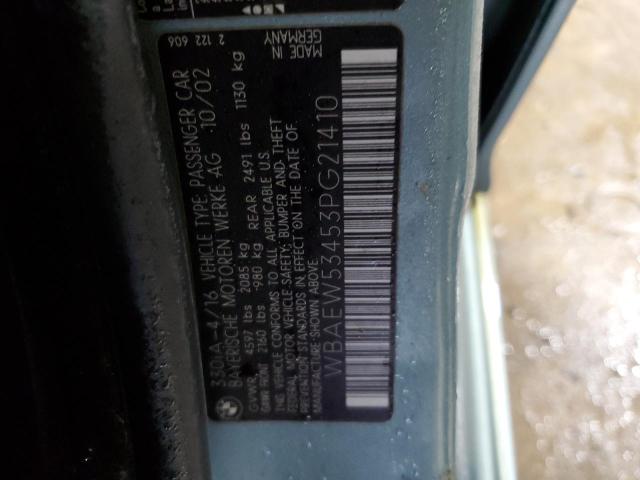 330IA-4/16 VEHICLE TYPE: PASSENGER CAR
BAYERISCHE MOTOREN WERKE AG 10/02
GVWR 4597 lbs 2085 kg
GAWR FRON 2160 lbs -980 kg REAR 2491 lbs 1130 kg
THE VEHICLE CONFORMS TO ALL APPLICABLE U.S.
FEDERAL MOTOR VEHICLE SAFETY, BUMPER AND THEFT
PREVENTION STANDARDS IN EFFECT ON THE DATE OF
MANUFACTURE SHOWN ABOVE.
WBAEW53453PG21410
2 122 606
MADE IN
GERMANY